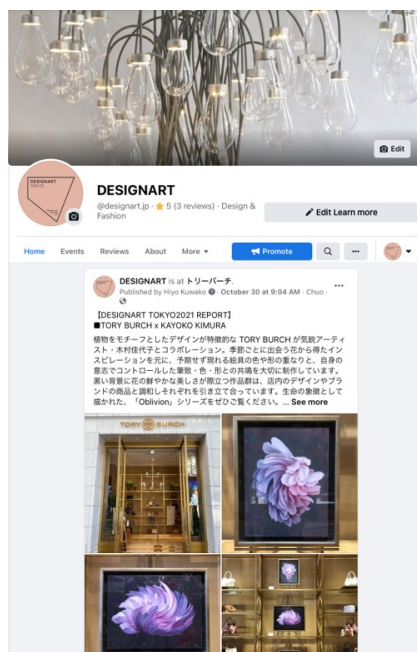 Edit
DESIGNART
TOKYO
DESIGNART
@designart.jp · ★ 5 (3 reviews) · Design &
Fashion
Edit Learn more
Home Events Reviews About More Promote
DESIGNART is at トリーバーチ.
Published by Hiyo Kuwako · October 30 at 9:04 AM · Chuo ·
【DESIGNART TOKYO2021 REPORT】
■TORY BURCH x KAYOKO KIMURA
植物をモチーフとしたデザインが特徴的な TORY BURCH が気鋭アーティ
スト・木村佳代子とコラボレーション。季節ごとに出会う花から得たイン
スピレーションを元に、予期せず現れる絵具の色や形の重なりと、自身の
意志でコントロールした筆致・色・形との共鳴を大切に制作しています。
黒い背景に花の鮮やかな美しさが際立つ作品群は、店内のデザインやブラ
ンドの商品と調和しそれぞれを引き立て合っています。生命の象徴として
描かれた、「Oblivion」シリーズをぜひご覧ください。... See more
TORY BURCH